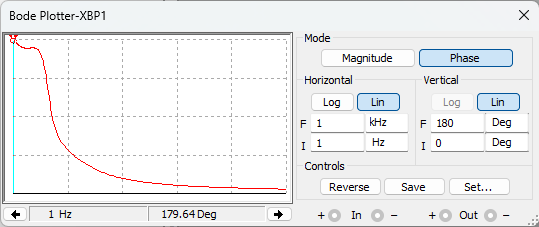 Bode Plotter-XBP1
Mode
Magnitude Phase
Horizontal Vertical
Log Lin Log Lin
F 1 kHz F 180 Deg
I 1 Hz I 0 Deg
Controls
Reverse Save Set...
1 Hz 179.64 Deg + In − + Out −